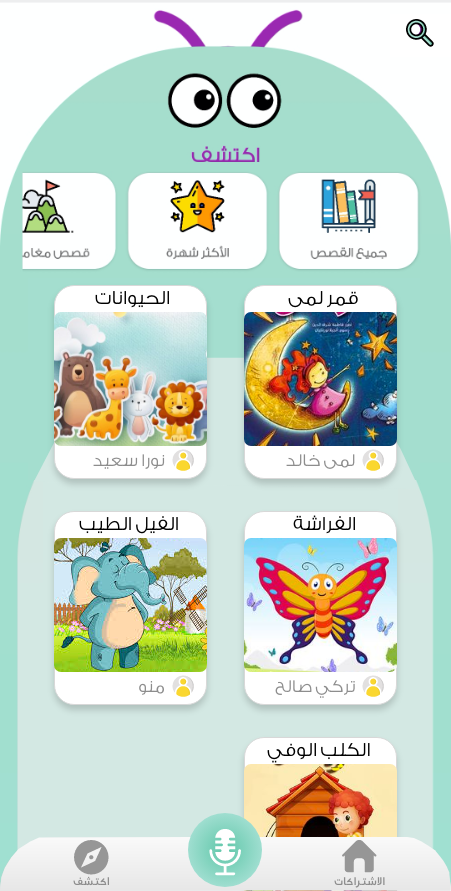 اكتشف
جميع القصص
الأكثر شهرة
قصص مغام
قمر لمى
الحيوانات
لمى خالد
نورا سعيد
الفراشة
الفيل الطيب
تركي صالح
منو
الكلب الوفي
الاشتراكات
اكتشف